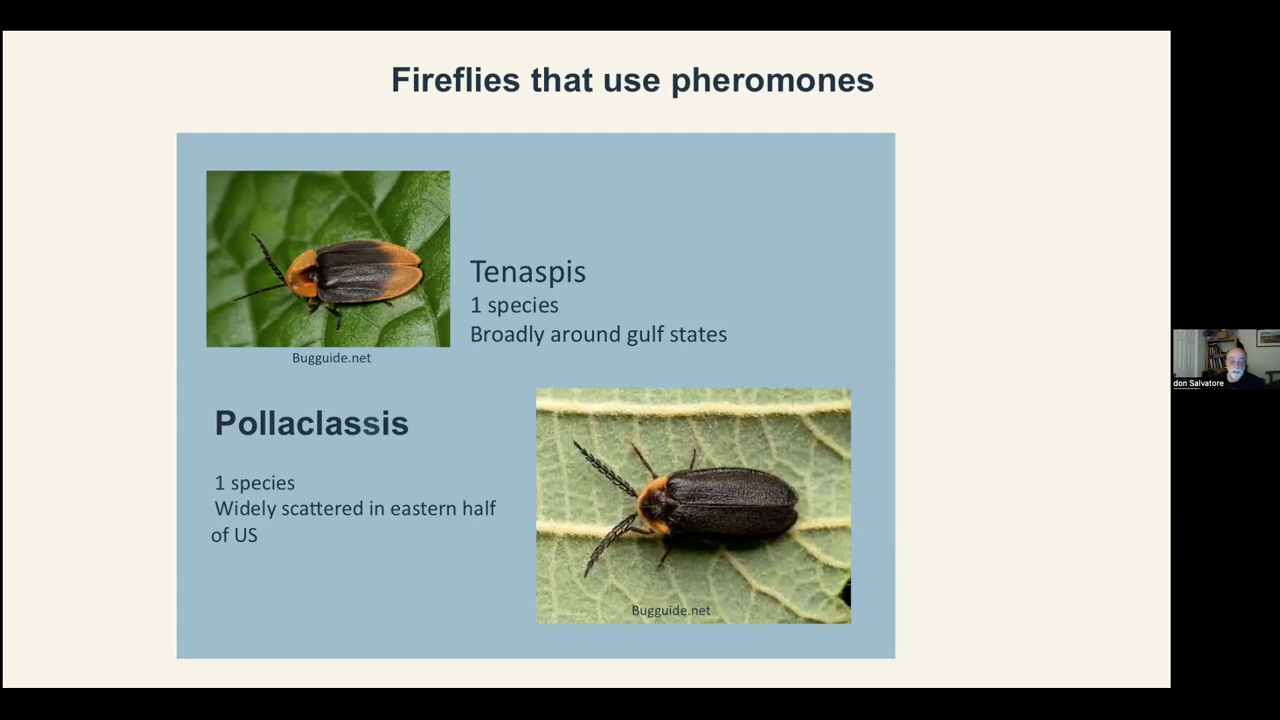 Fireflies that use pheromones
Tenaspis
1 species
Broadly around gulf states
Bugguide.net
Pollaclassis
1 species
Widely scattered in eastern half
of US
Bugguide.net
don Salvatore